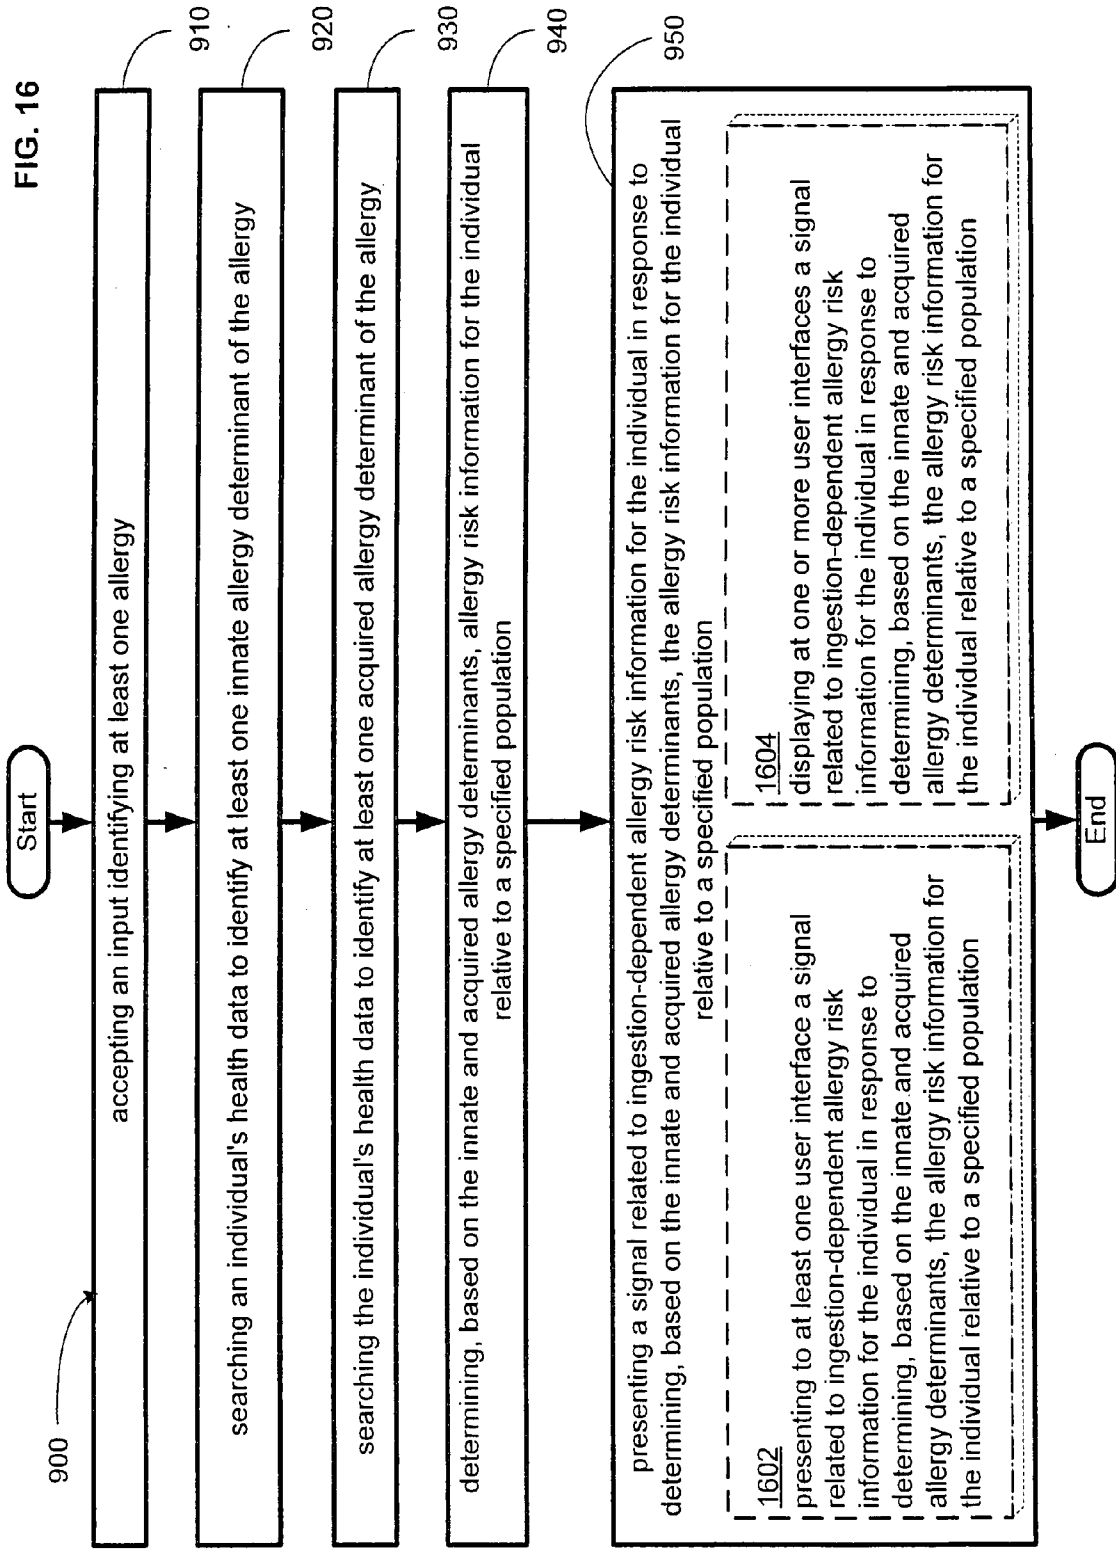 FIG. 16
900
Start
accepting an input identifying at least one allergy
910
searching an individual's health data to identify at least one innate allergy determinant of the allergy
920
searching the individual's health data to identify at least one acquired allergy determinant of the allergy
930
determining, based on the innate and acquired allergy determinants, allergy risk information for the individual
relative to a specified population
940
presenting a signal related to ingestion-dependent allergy risk information for the individual in response to
determining, based on the innate and acquired allergy determinants, the allergy risk information for the individual
relative to a specified population
950
1602
presenting to at least one user interface a signal
related to ingestion-dependent allergy risk
information for the individual in response to
determining, based on the innate and acquired
allergy determinants, the allergy risk information for
the individual relative to a specified population
1604
displaying at one or more user interfaces a signal
related to ingestion-dependent allergy risk
information for the individual in response to
determining, based on the innate and acquired
allergy determinants, the allergy risk information for
the individual relative to a specified population
End